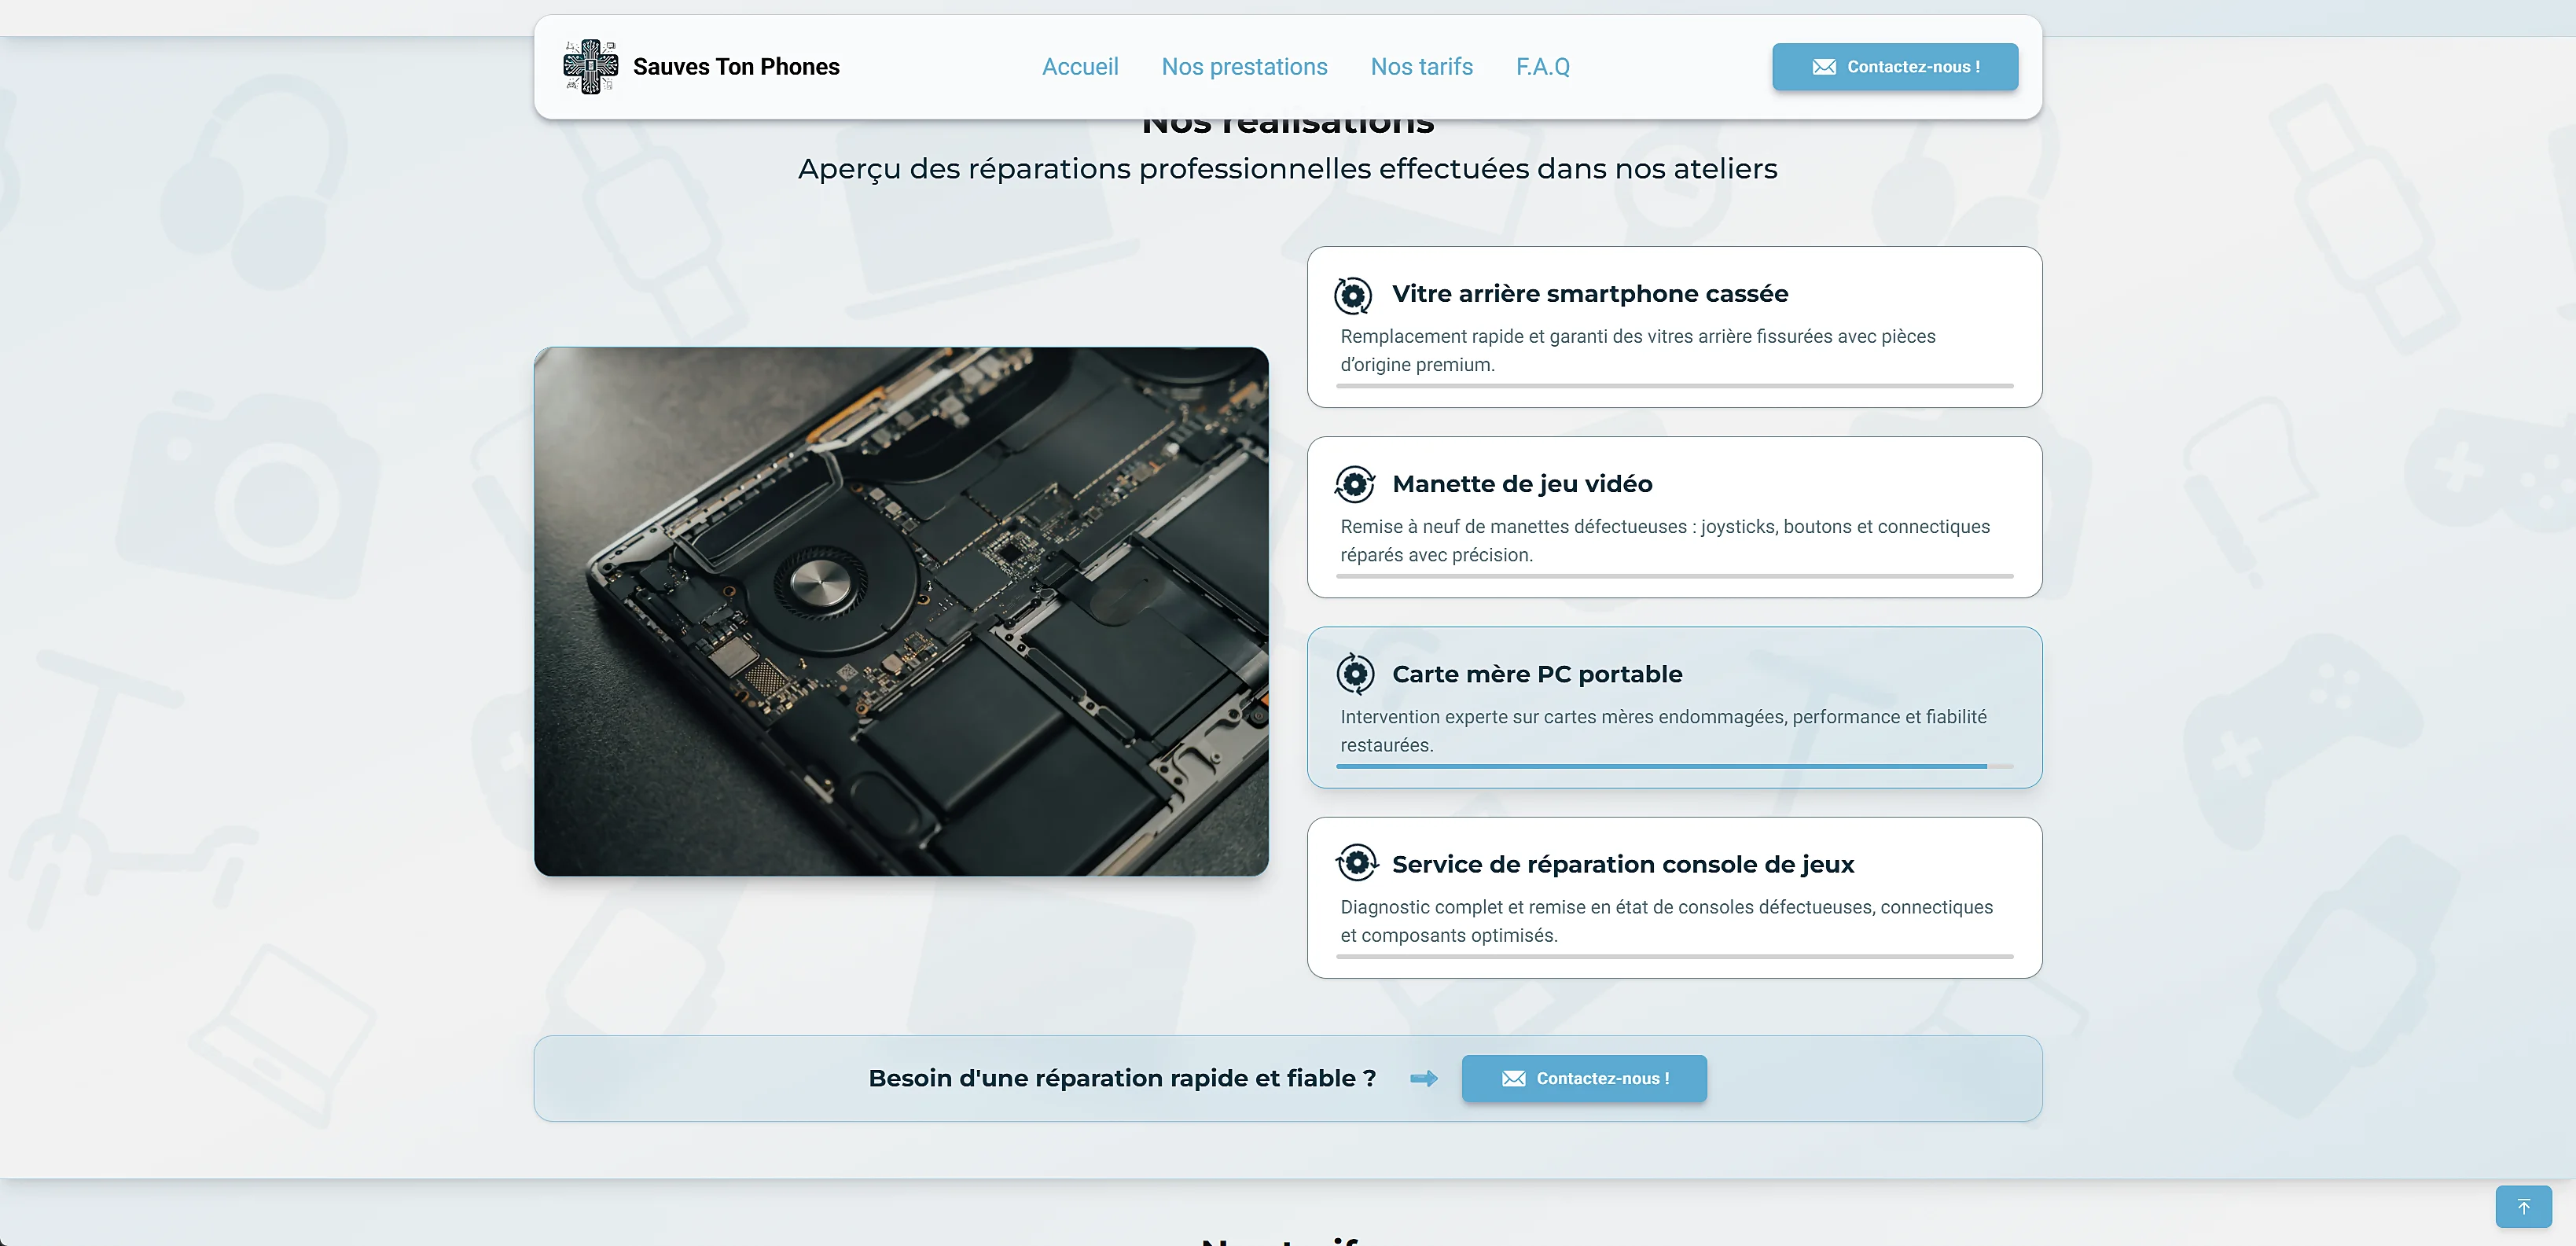 Sauves Ton Phones
Accueil
Nos prestations
Nos tarifs
F.A.Q
Contactez-nous !
Nos réalisations
Aperçu des réparations professionnelles effectuées dans nos ateliers
Vitre arrière smartphone cassée
Remplacement rapide et garanti des vitres arrière fissurées avec pièces
d’origine premium.
Manette de jeu vidéo
Remise à neuf de manettes défectueuses : joysticks, boutons et connectiques
réparés avec précision.
Carte mère PC portable
Intervention experte sur cartes mères endommagées, performance et fiabilité
restaurées.
Service de réparation console de jeux
Diagnostic complet et remise en état de consoles défectueuses, connectiques
et composants optimisés.
Besoin d'une réparation rapide et fiable ?
Contactez-nous !
Nos tarifs